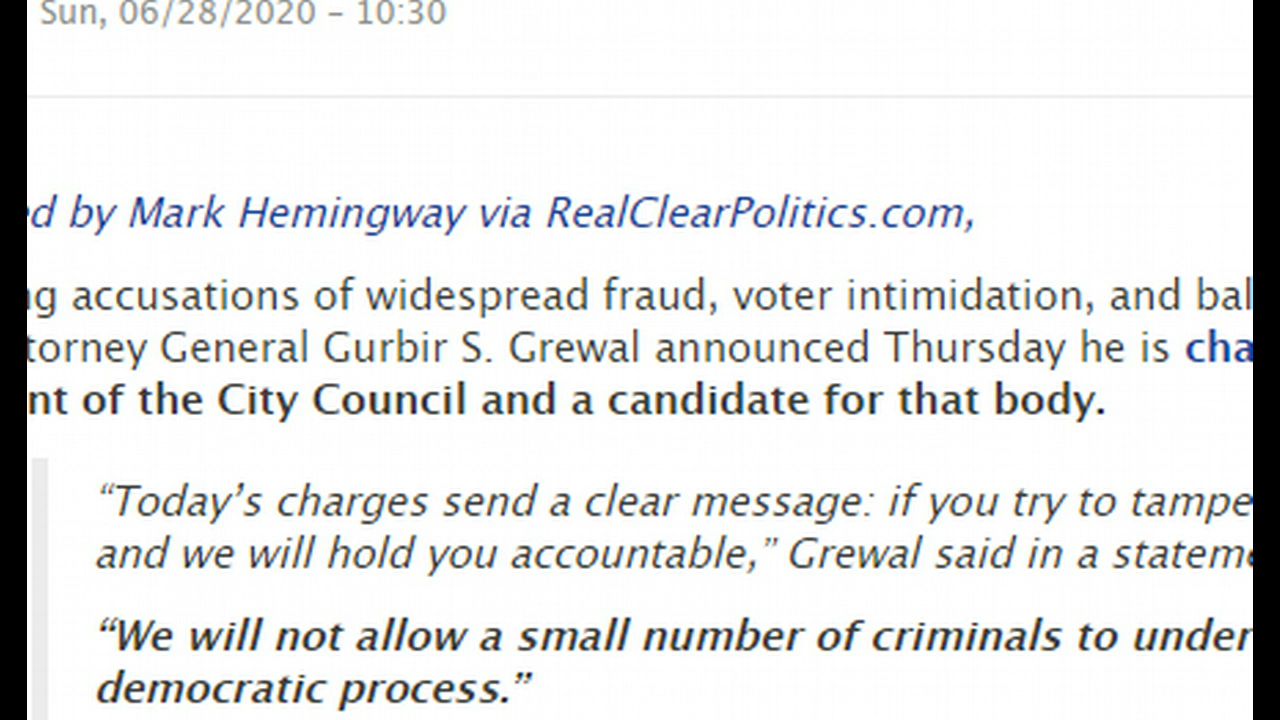 Sun, 06/28/2020 – 10:30
ed by Mark Hemingway via RealClearPolitics.com,
ng accusations of widespread fraud, voter intimidation, and bal
torney General Gurbir S. Grewal announced Thursday he is cha
nt of the City Council and a candidate for that body.
“Today’s charges send a clear message: if you try to tampe
and we will hold you accountable,” Grewal said in a stateme
“We will not allow a small number of criminals to under
democratic process.”